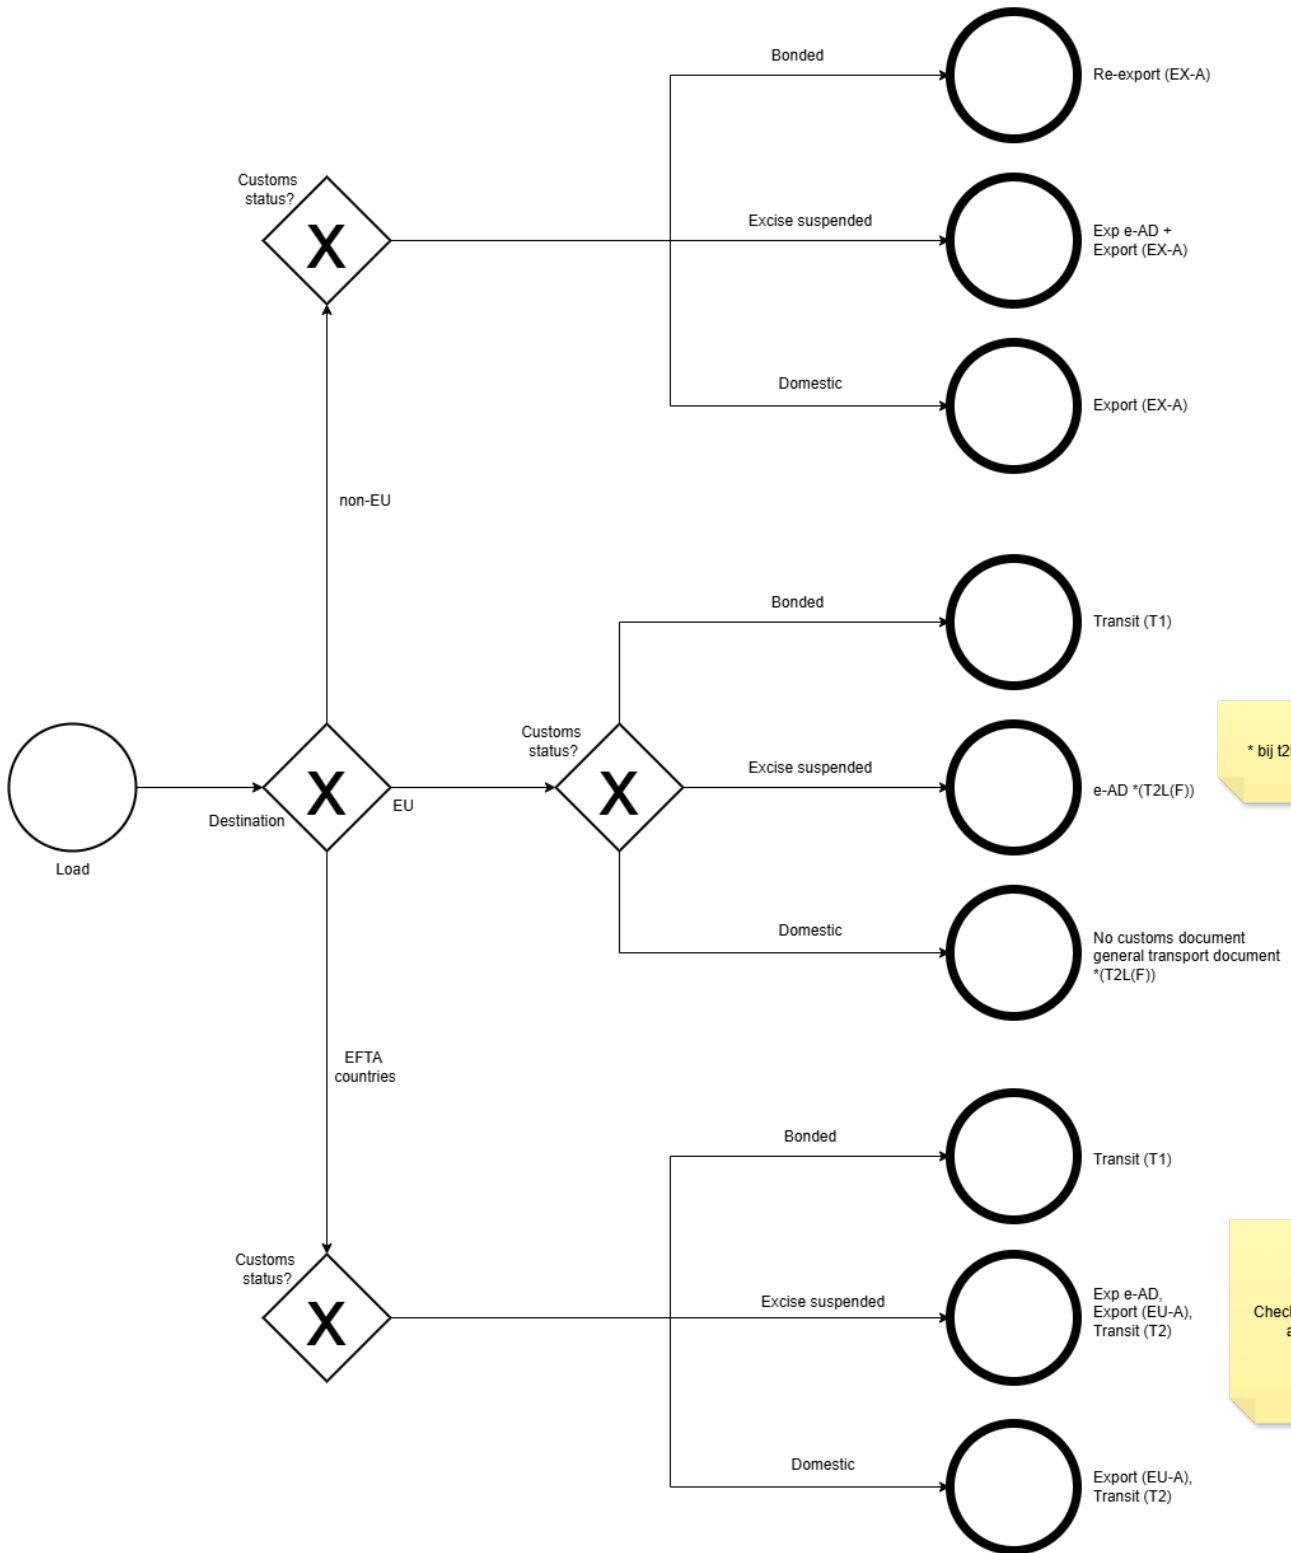 Bonded
Re-export (EX-A)
Customs
status?
X
Excise suspended
Exp e-AD +
Export (EX-A)
Domestic
Export (EX-A)
non-EU
Bonded
Transit (T1)
Customs
status?
X
Excise suspended
e-AD *(T2L(F))
* bij
Load
Destination
X
EU
Domestic
No customs document
general transport document
*(T2L(F))
EFTA
countries
Bonded
Transit (T1)
Customs
status?
X
Excise suspended
Exp e-AD,
Export (EU-A),
Transit (T2)
Domestic
Export (EU-A),
Transit (T2)